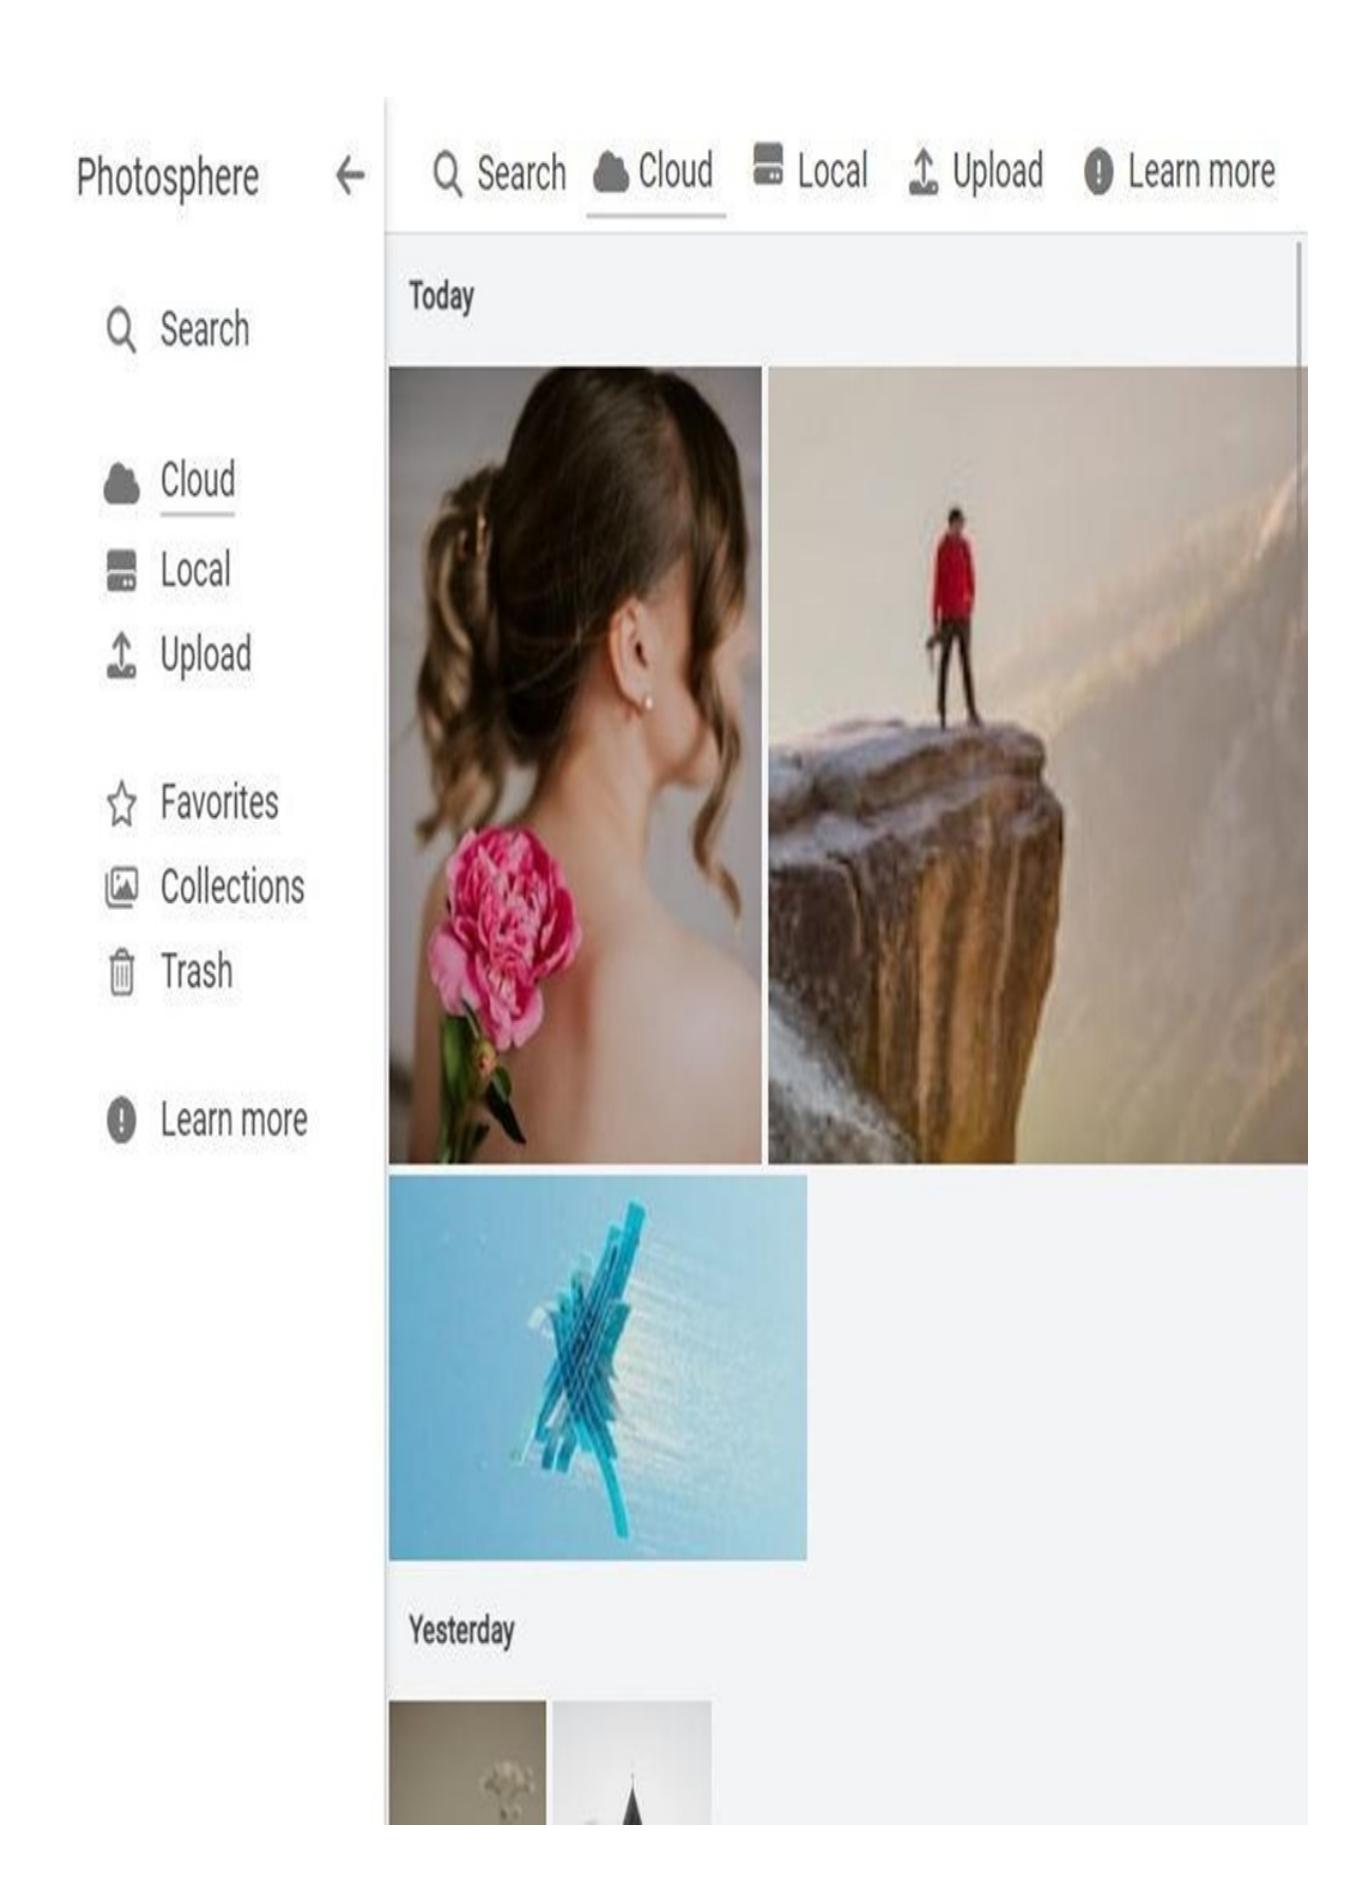 Photosphere
Search
Cloud
Local
Upload
Favorites
Collections
Trash
Learn more
Search Cloud Local Upload Learn more
Today
Yesterday